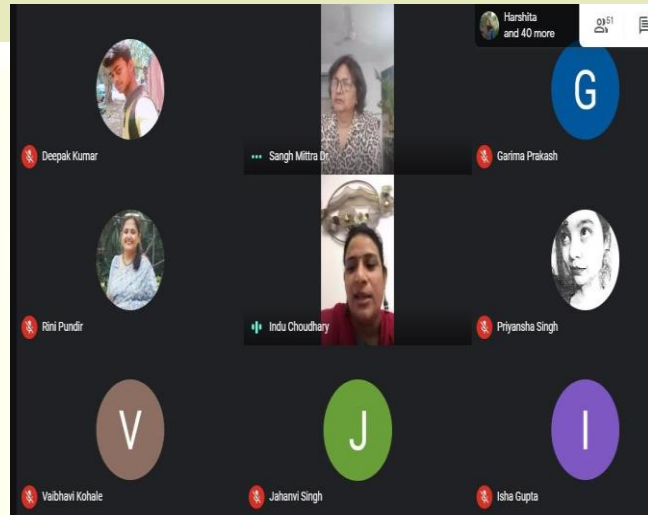 Harshita
and 40 more
51
Deepak Kumar
Sangh Mittra Dr
G
Garima Prakash
Rini Pundir
Indu Choudhary
Priyansha Singh
V
Vaibhavi Kohale
J
Jahanvi Singh
I
Isha Gupta